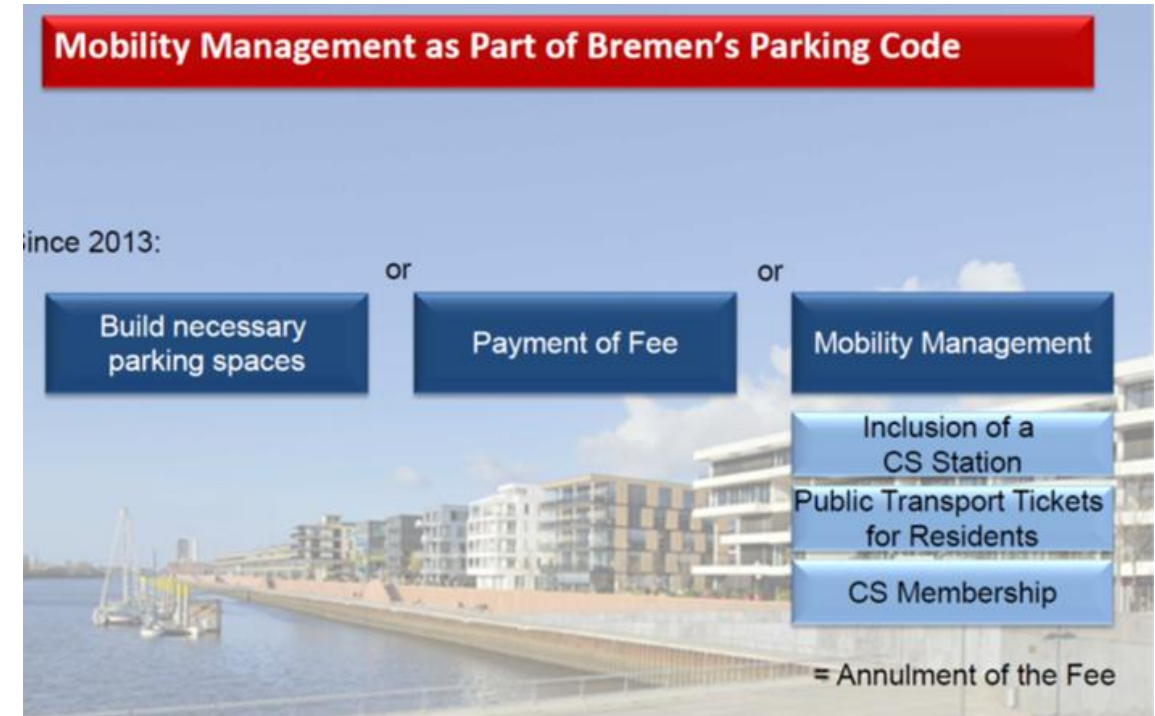 Mobility Management as Part of Bremen's Parking Code
ince 2013:
or
or
Build necessary
parking spaces
Payment of Fee
Mobility Management
Inclusion of a
CS Station
Public Transport Tickets
for Residents
CS Membership
= Annulment of the Fee